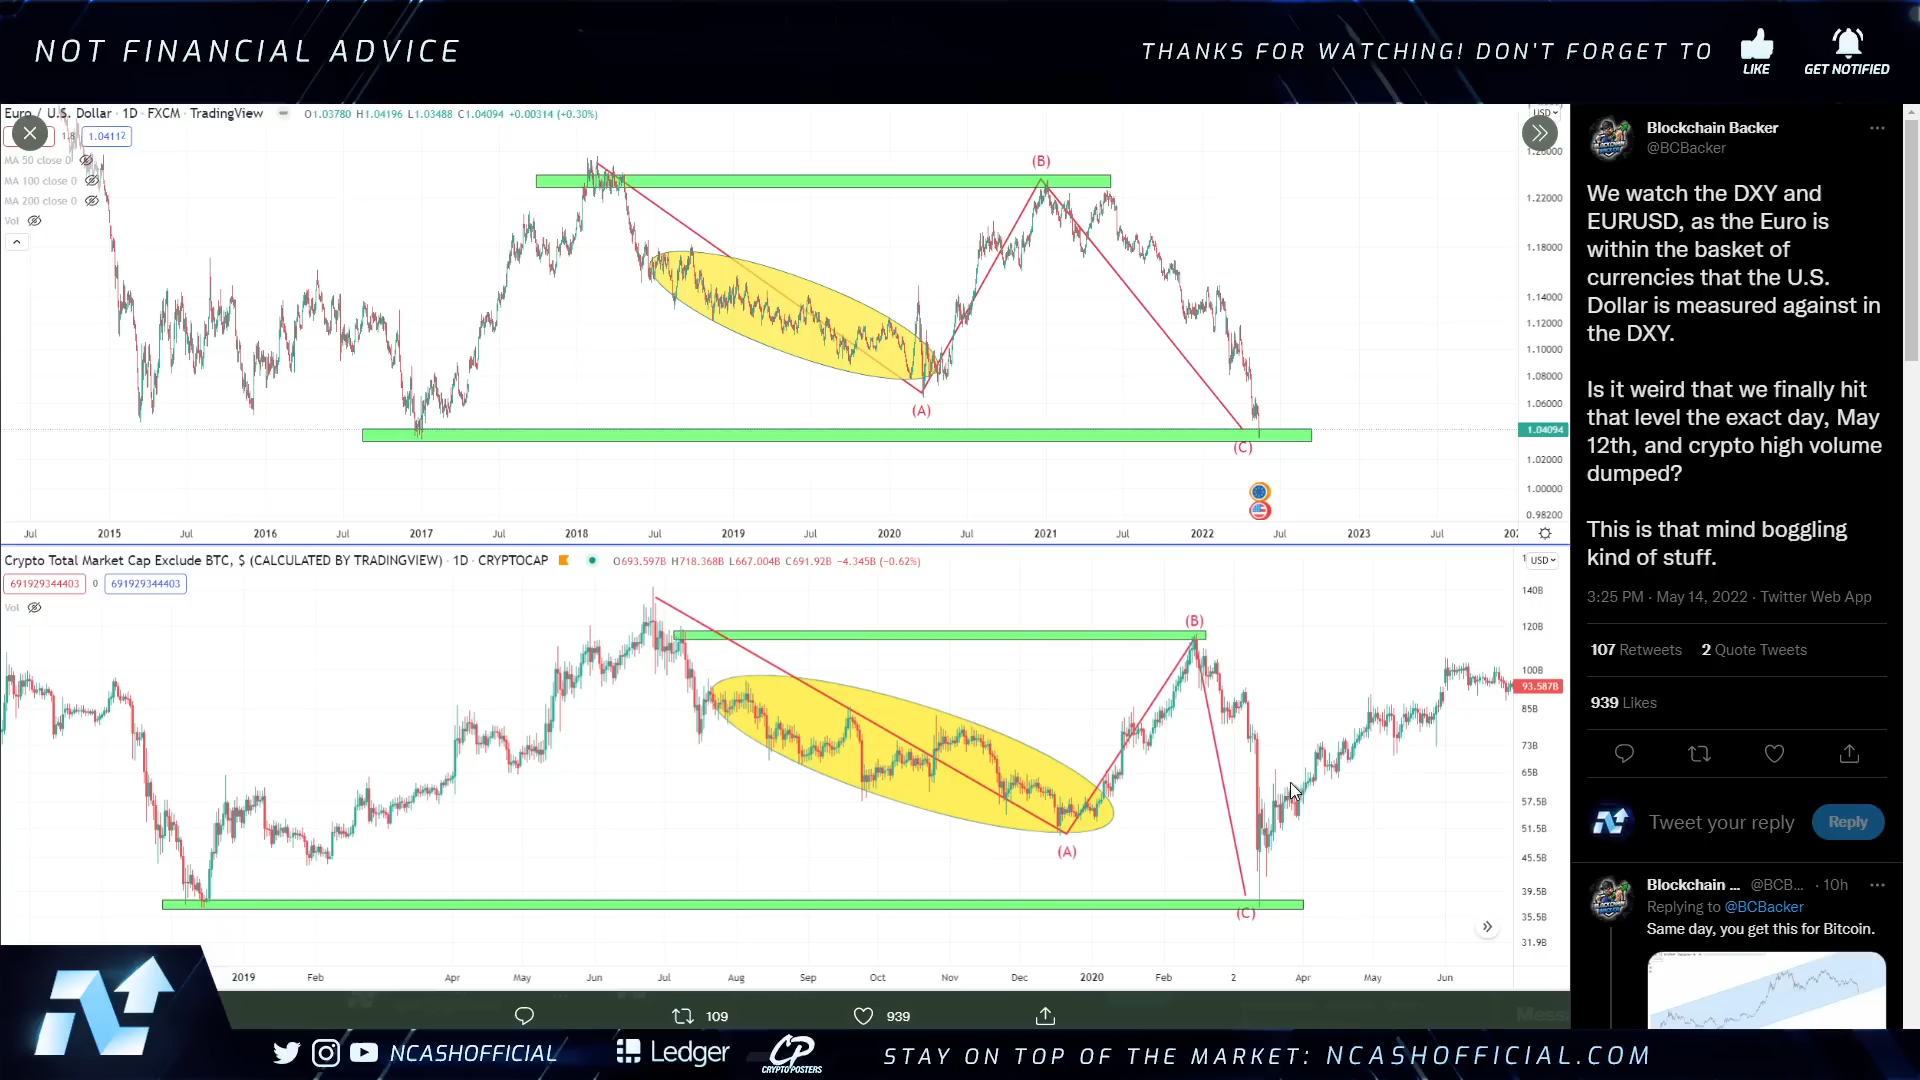 NOT FINANCIAL ADVICE
THANKS FOR WATCHING! DON'T FORGET TO
LIKE
GET NOTIFIED
Euro / U.S. Dollar · 1D · FXCM · TradingView
O1.03780 H1.04196 L1.03488 C1.04094 +0.00314 (+0.30%)
1.8
1.04112
MA 50 close 0
MA 100 close 0
MA 200 close 0
Vol
(B)
(A)
(C)
USD
1.26000
1.22000
1.18000
1.14000
1.12000
1.10000
1.08000
1.06000
1.04094
1.02000
1.00000
0.98200
Jul 2015 Jul 2016 Jul 2017 Jul 2018 Jul 2019 Jul 2020 Jul 2021 Jul 2022 Jul 2023 Jul
Crypto Total Market Cap Exclude BTC, $ (CALCULATED BY TRADINGVIEW) · 1D · CRYPTOCAP
O693.597B H718.368B L667.004B C691.92B −4.345B (−0.62%)
691929344403 0 691929344403
Vol
(B)
(A)
(C)
USD
140B
120B
100B
93.587B
85B
73B
65B
57.5B
51.5B
45.5B
39.5B
35.5B
31.9B
2019 Feb Apr May Jun Jul Aug Sep Oct Nov Dec 2020 Feb 2 Apr May Jun
109
939
Blockchain Backer
@BCBacker
We watch the DXY and
EURUSD, as the Euro is
within the basket of
currencies that the U.S.
Dollar is measured against in
the DXY.
Is it weird that we finally hit
that level the exact day, May
12th, and crypto high volume
dumped?
This is that mind boggling
kind of stuff.
3:25 PM · May 14, 2022 · Twitter Web App
107 Retweets 2 Quote Tweets
939 Likes
Tweet your reply
Reply
Blockchain ... @BCB... · 10h
Replying to @BCBacker
Same day, you get this for Bitcoin.
NCASHOFFICIAL
Ledger
CP
CRYPTOPOSTERS
STAY ON TOP OF THE MARKET: NCASHOFFICIAL.COM